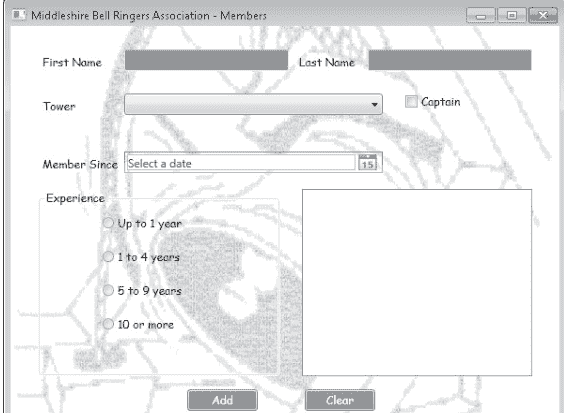 Middleshire Bell Ringers Association - Members
First Name Last Name
Tower Captain
Member Since Select a date 15
Experience
Up to 1 year
1 to 4 years
5 to 9 years
10 or more
Add Clear